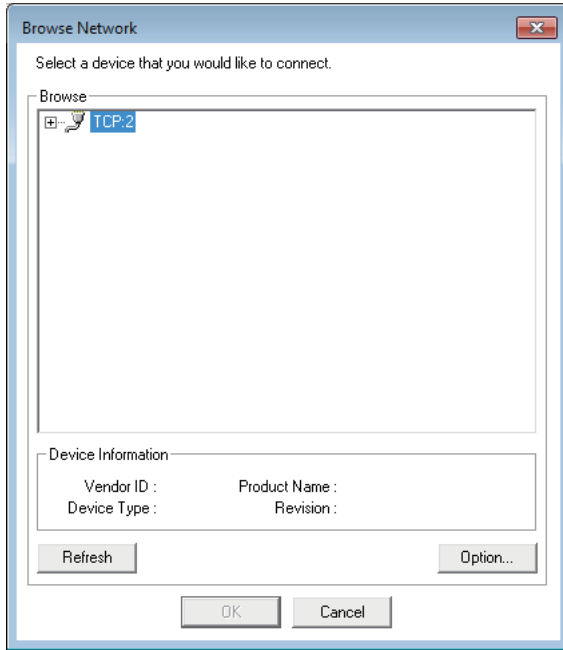 Browse Network
Select a device that you would like to connect.
Browse
TCP:2
Device Information
Vendor ID : Product Name :
Device Type : Revision :
Refresh Option...
OK Cancel